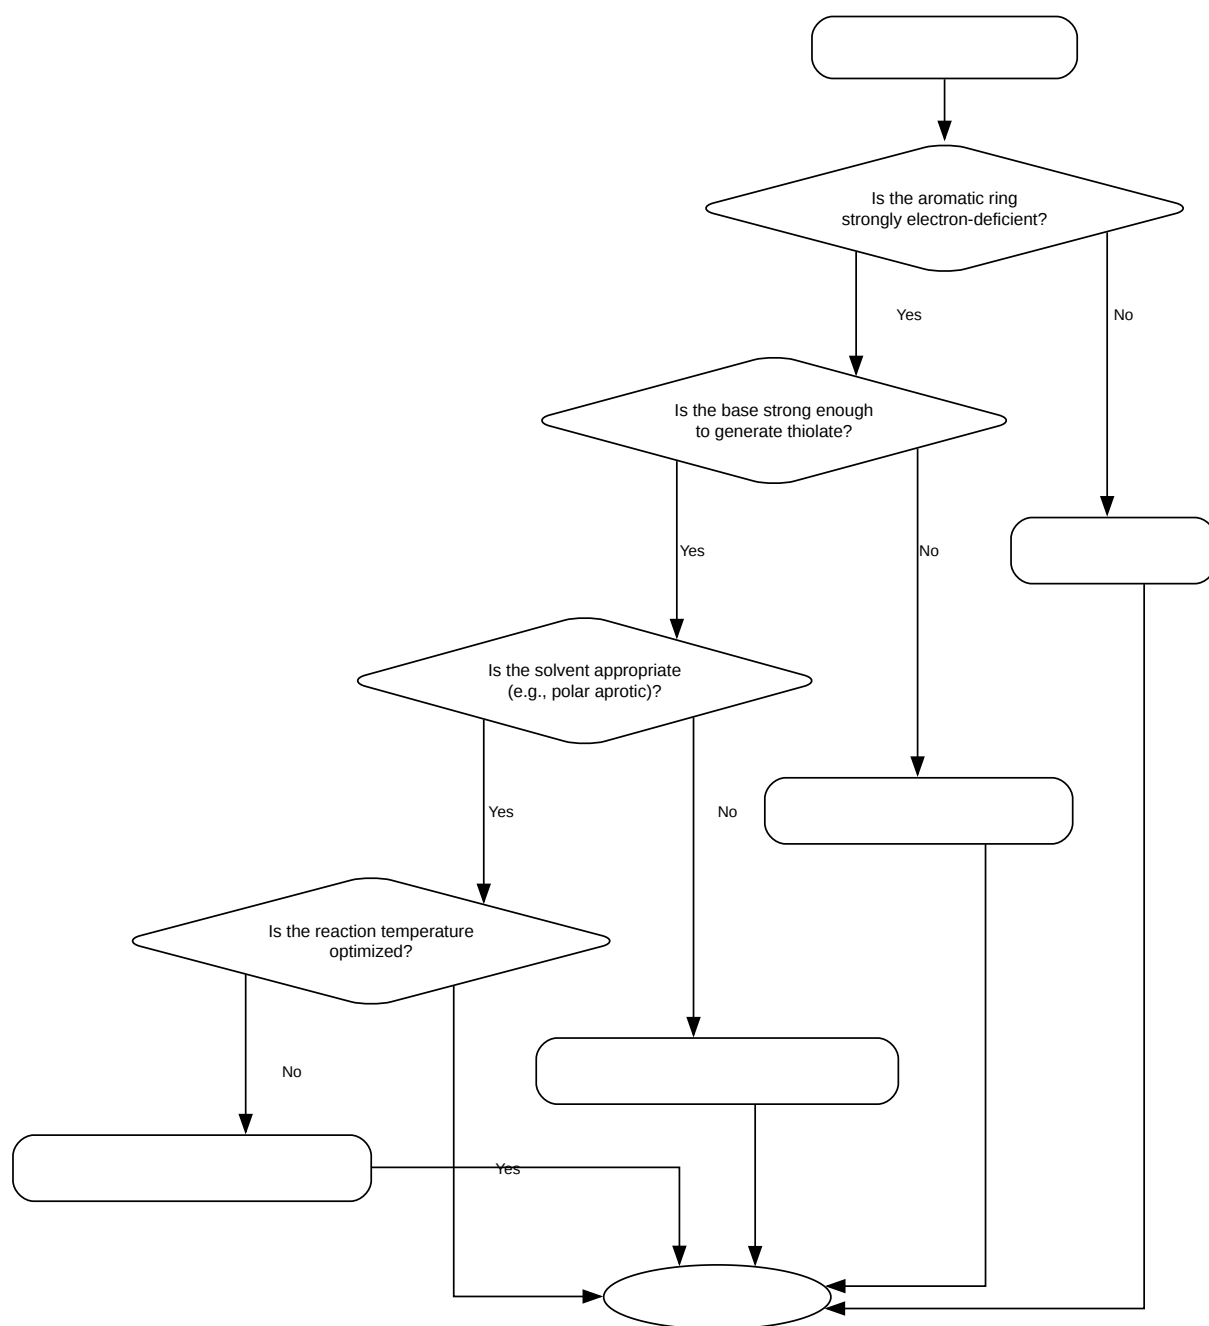 Is the aromatic ring
strongly electron-deficient?
Yes
No
Is the base strong enough
to generate thiolate?
Yes
No
Is the solvent appropriate
(e.g., polar aprotic)?
Yes
No
Is the reaction temperature
optimized?
No
Yes